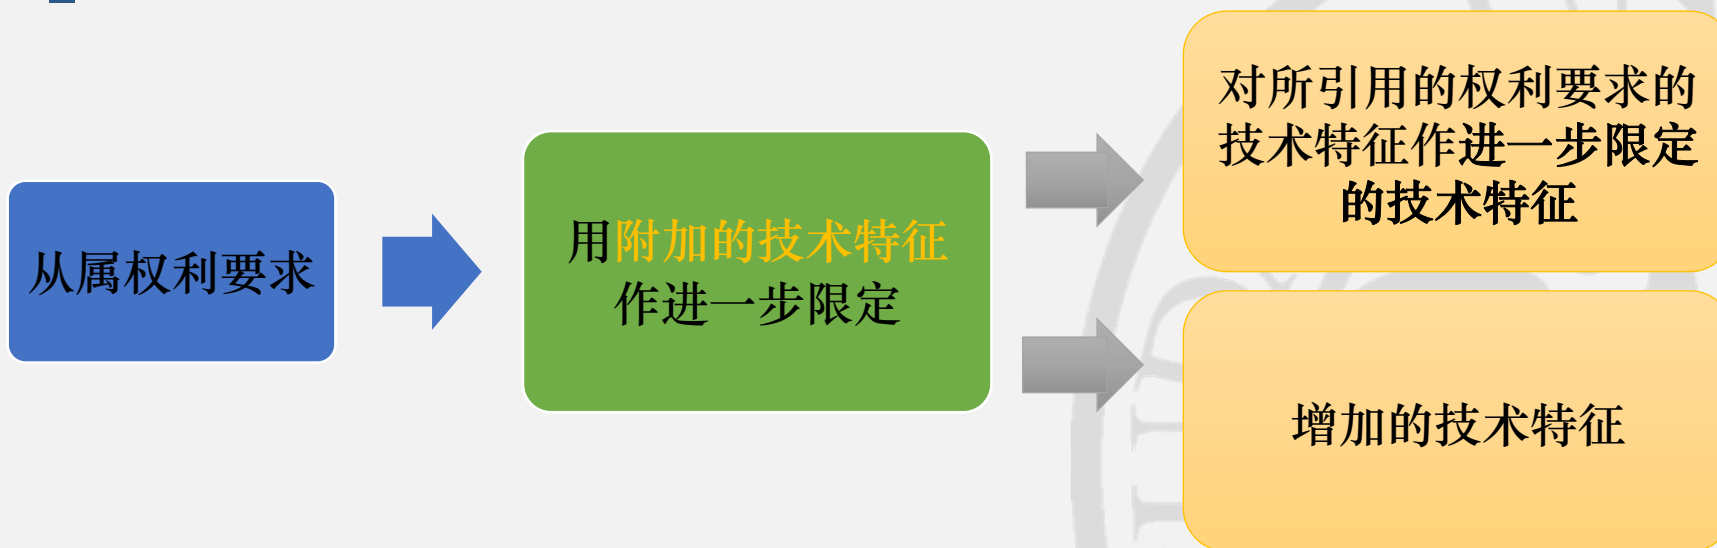 从属权利要求
用附加的技术特征
作进一步限定
对所引用的权利要求的
技术特征作进一步限定
的技术特征
增加的技术特征